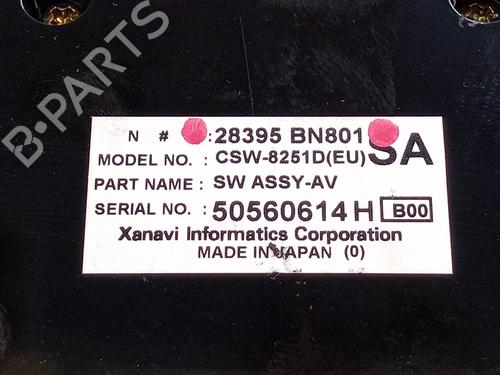 B-PARTS
N # :28395 BN801 SA
MODEL NO. : CSW-8251D(EU)
PART NAME : SW ASSY-AV
SERIAL NO. : 50560614 H B00
Xanavi Informatics Corporation
MADE IN JAPAN (0)